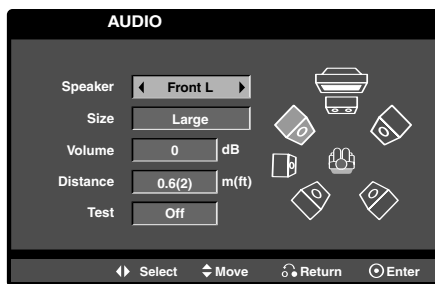 AUDIO
Speaker Front L
Size Large
Volume 0 dB
Distance 0.6(2) m(ft)
Test Off
Select Move Return Enter